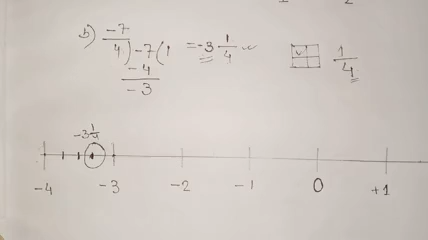 b) -7/4 4)-7(1 = -3 1/4 1/4
-4
-3
-3 1/4
-4 -3 -2 -1 0 +1